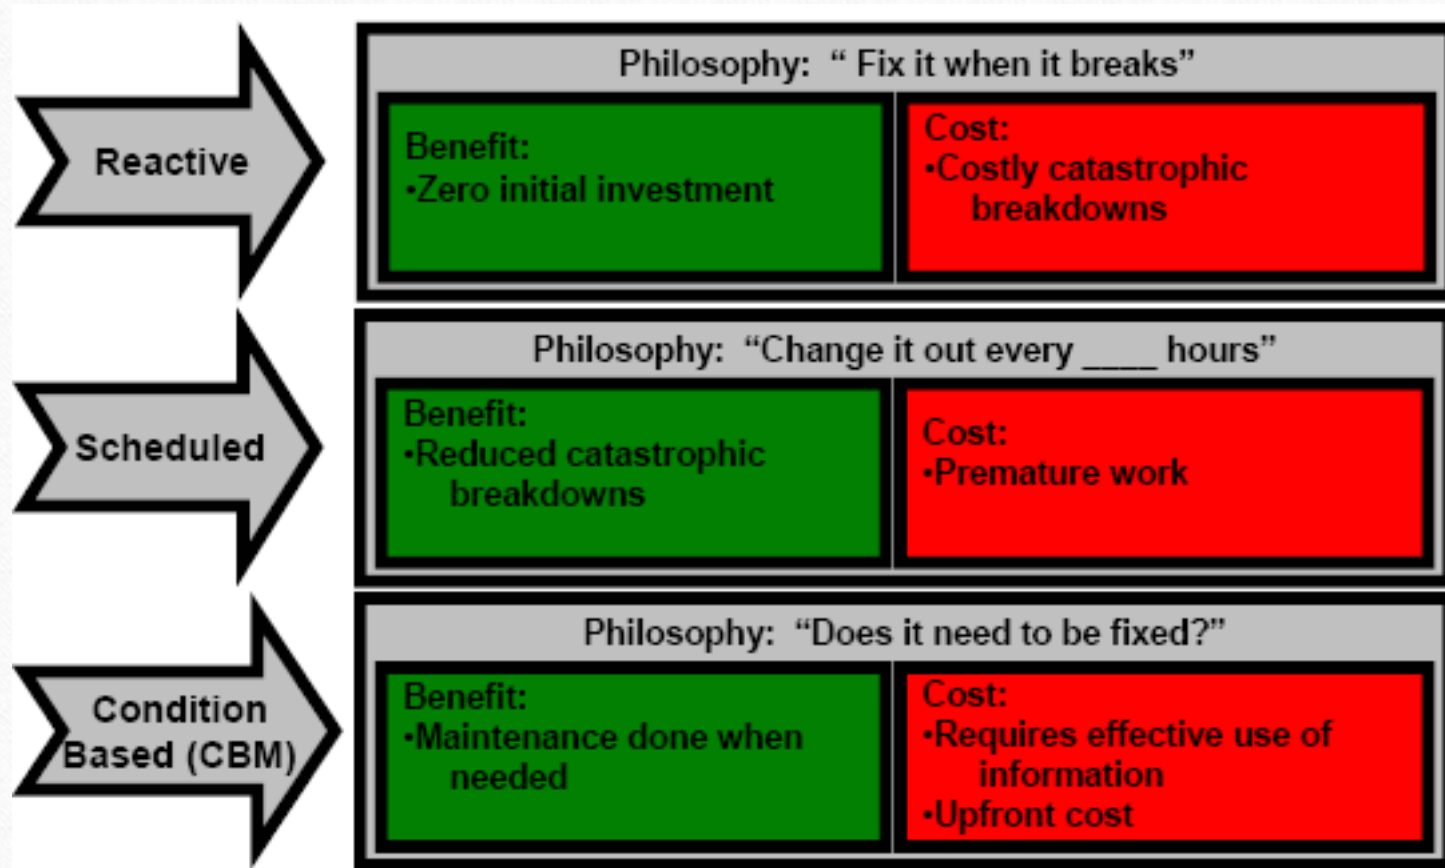 Reactive
Philosophy: “ Fix it when it breaks”
Benefit:
•Zero initial investment
Cost:
•Costly catastrophic
breakdowns
Scheduled
Philosophy: “Change it out every ____ hours”
Benefit:
•Reduced catastrophic
breakdowns
Cost:
•Premature work
Condition
Based (CBM)
Philosophy: “Does it need to be fixed?”
Benefit:
•Maintenance done when
needed
Cost:
•Requires effective use of
information
•Upfront cost